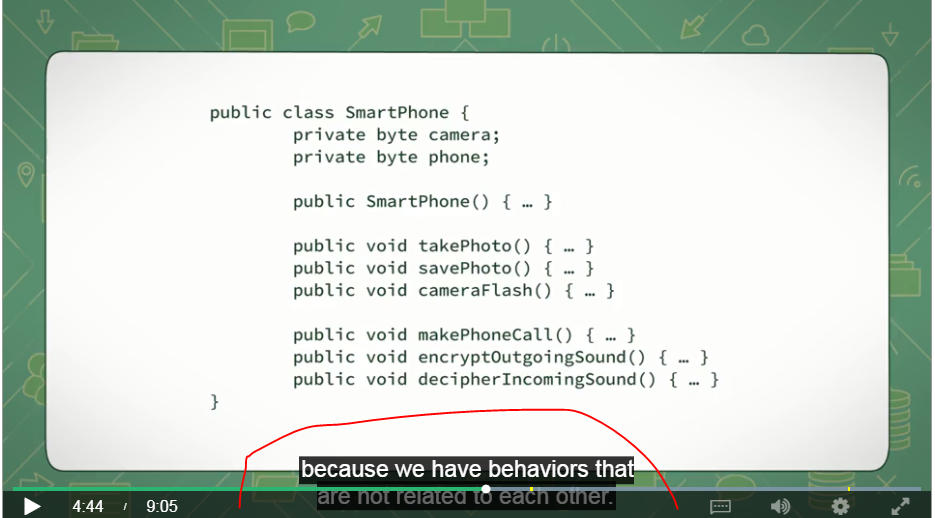 public class SmartPhone {
private byte camera;
private byte phone;
public SmartPhone() { … }
public void takePhoto() { … }
public void savePhoto() { … }
public void cameraFlash() { … }
public void makePhoneCall() { … }
public void encryptOutgoingSound() { … }
public void decipherIncomingSound() { … }
}
because we have behaviors that
are not related to each other.
4:44 / 9:05